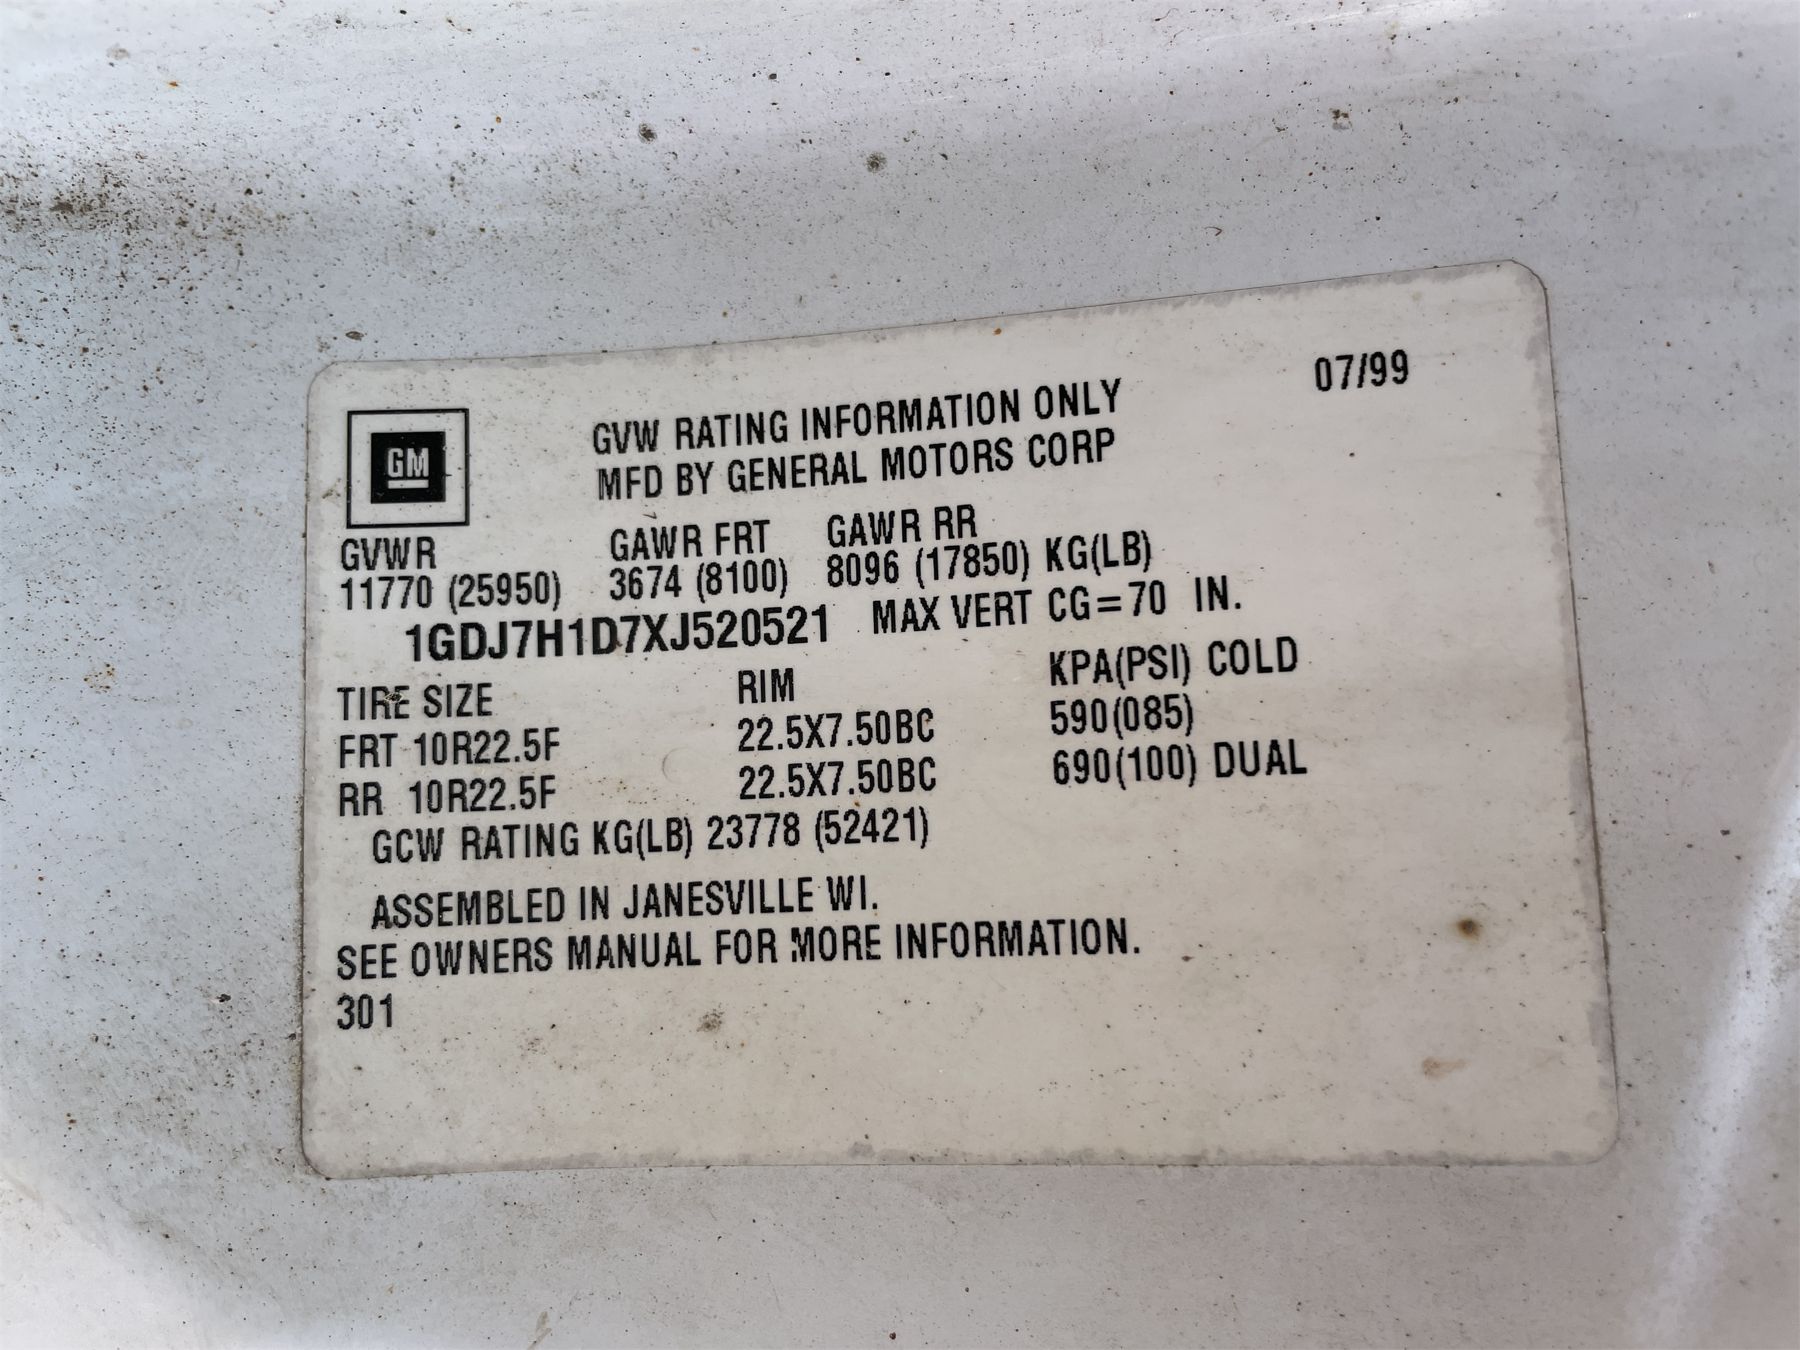 07/99
GM
GVW RATING INFORMATION ONLY
MFD BY GENERAL MOTORS CORP
GVWR GAWR FRT GAWR RR
11770 (25950) 3674 (8100) 8096 (17850) KG(LB)
1GDJ7H1D7XJ520521 MAX VERT CG=70 IN.
TIRE SIZE RIM KPA(PSI) COLD
FRT 10R22.5F 22.5X7.50BC 590(085)
RR 10R22.5F 22.5X7.50BC 690(100) DUAL
GCW RATING KG(LB) 23778 (52421)
ASSEMBLED IN JANESVILLE WI.
SEE OWNERS MANUAL FOR MORE INFORMATION.
301